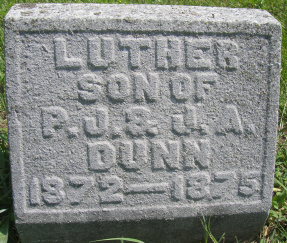 LUTHER
SON OF
P.J.& J.A.
DUNN
1872—1875